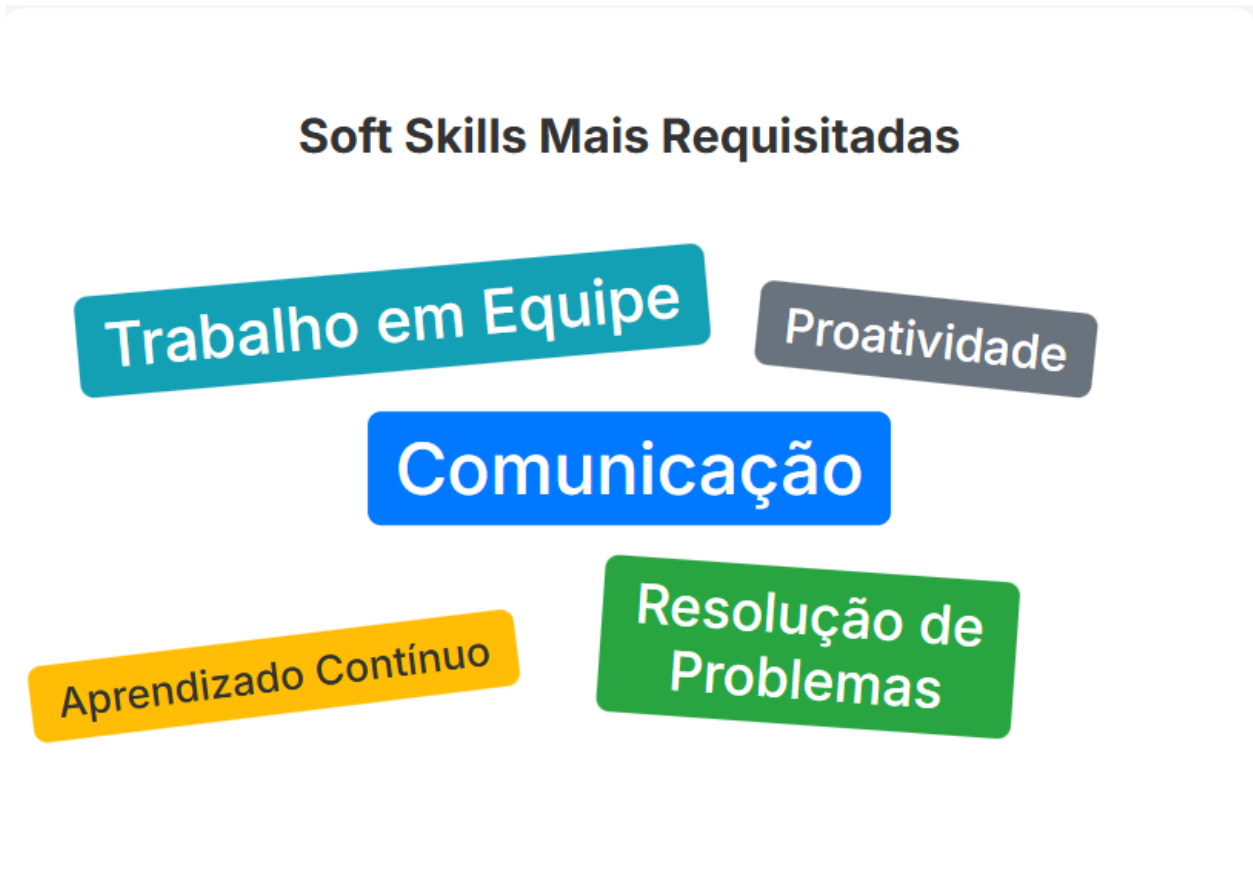 Soft Skills Mais Requisitadas
Trabalho em Equipe
Proatividade
Comunicação
Aprendizado Contínuo
Resolução de
Problemas